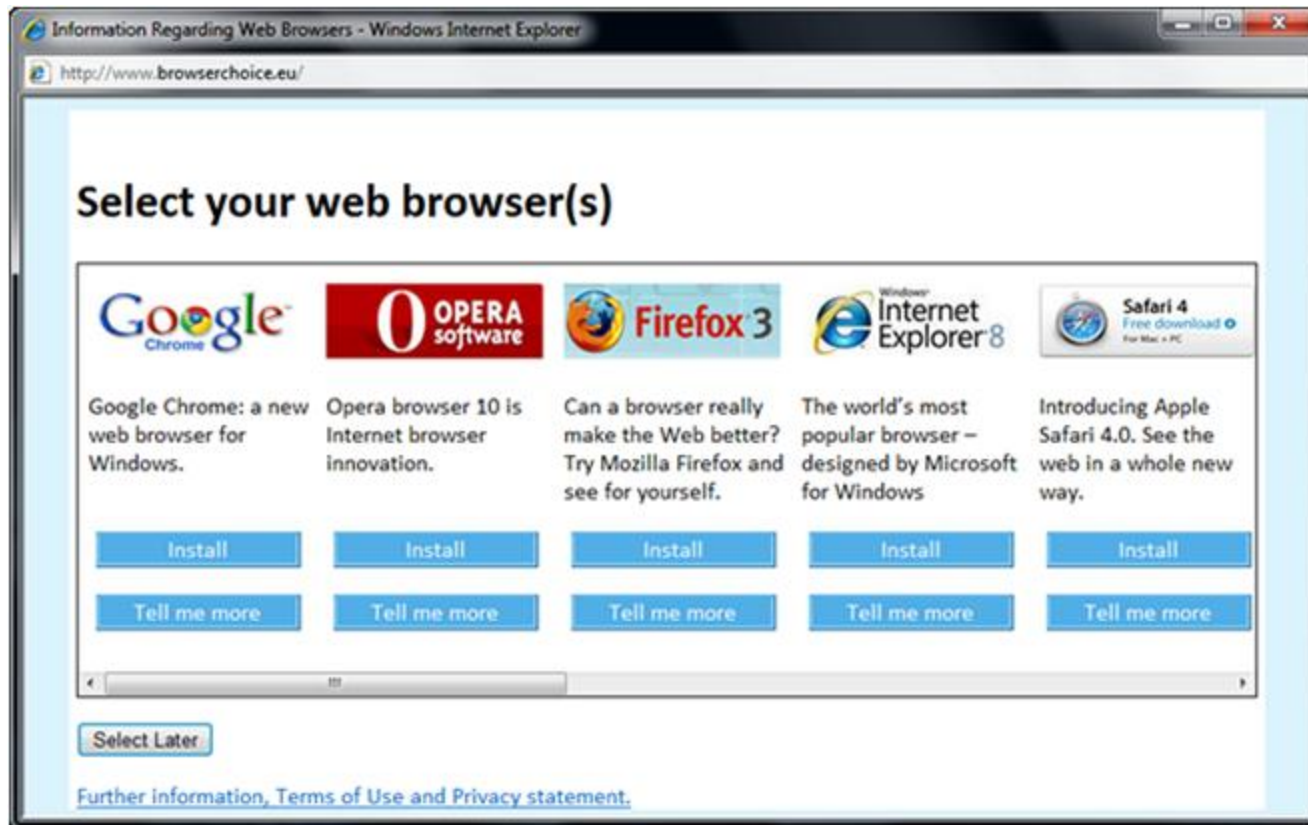 Information Regarding Web Browsers - Windows Internet Explorer
http://www.browserchoice.eu/
Select your web browser(s)
Google™
Chrome
Google Chrome: a new
web browser for
Windows.
Install
Tell me more
OPERA
software
Opera browser 10 is
Internet browser
innovation.
Install
Tell me more
Firefox 3
Can a browser really
make the Web better?
Try Mozilla Firefox and
see for yourself.
Install
Tell me more
Windows®
Internet
Explorer 8
The world's most
popular browser –
designed by Microsoft
for Windows
Install
Tell me more
Safari 4
Free download
For Mac + PC
Introducing Apple
Safari 4.0. See the
web in a whole new
way.
Install
Tell me more
Select Later
Further information, Terms of Use and Privacy statement.